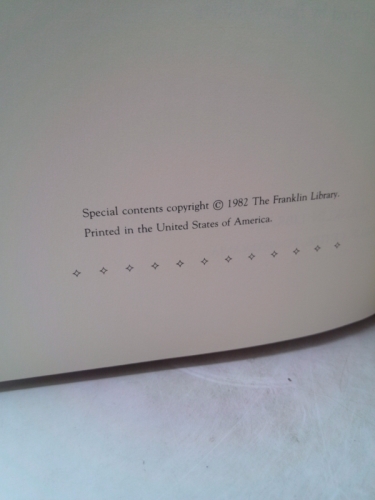 Special contents copyright © 1982 The Franklin Library.
Printed in the United States of America.